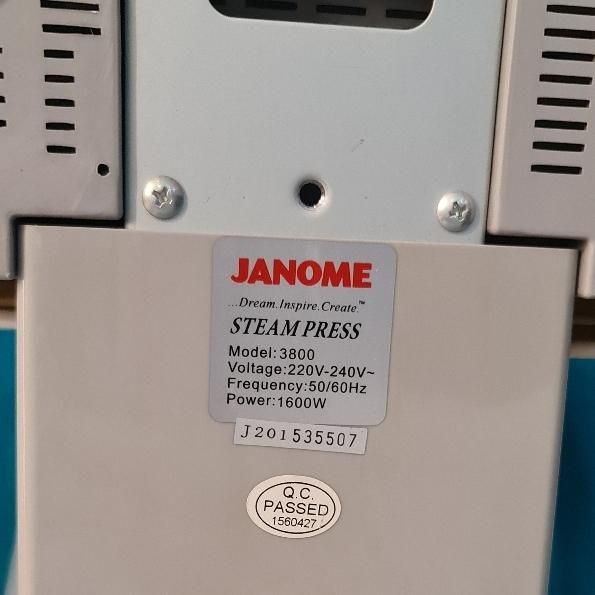 JANOME
...Dream.Inspire.Create.™
STEAM PRESS
Model:3800
Voltage:220V-240V~
Frequency:50/60Hz
Power:1600W
J201535507
Q.C.
PASSED
1560427